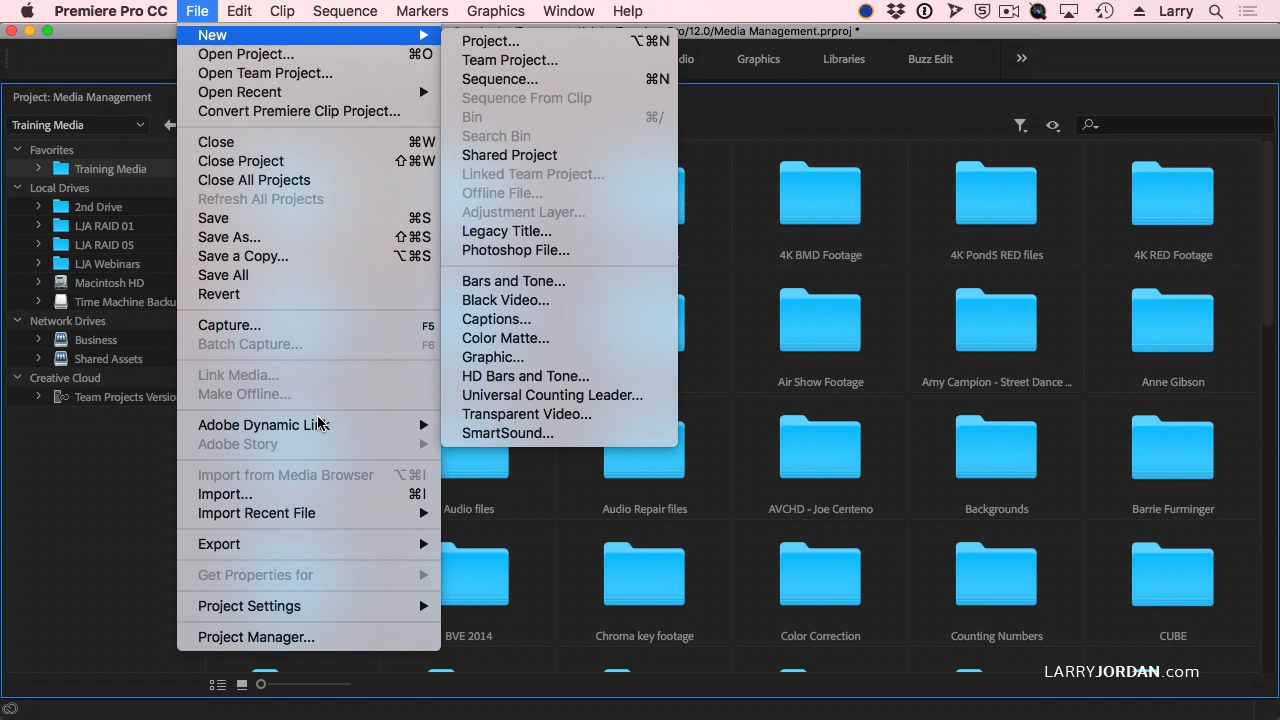 Premiere Pro CC File Edit Clip Sequence Markers Graphics Window Help Larry
/12.0/Media Management.prproj *
Graphics Libraries Buzz Edit
Project: Media Management
Training Media
Favorites
Training Media
Local Drives
2nd Drive
LJA RAID 01
LJA RAID 05
LJA Webinars
Macintosh HD
Time Machine Backu
Network Drives
Business
Shared Assets
Creative Cloud
Team Projects Versio
New
Open Project... ⌘O
Open Team Project...
Open Recent
Convert Premiere Clip Project...
Close ⌘W
Close Project ⇧⌘W
Close All Projects
Refresh All Projects
Save ⌘S
Save As... ⇧⌘S
Save a Copy... ⌥⌘S
Save All
Revert
Capture... F5
Batch Capture... F6
Link Media...
Make Offline...
Adobe Dynamic Link
Adobe Story
Import from Media Browser ⌥⌘I
Import... ⌘I
Import Recent File
Export
Get Properties for
Project Settings
Project Manager...
Project... ⌥⌘N
Team Project...
Sequence... ⌘N
Sequence From Clip
Bin ⌘/
Search Bin
Shared Project
Linked Team Project...
Offline File...
Adjustment Layer...
Legacy Title...
Photoshop File...
Bars and Tone...
Black Video...
Captions...
Color Matte...
Graphic...
HD Bars and Tone...
Universal Counting Leader...
Transparent Video...
SmartSound...
4K BMD Footage 4K Pond5 RED files 4K RED Footage
Air Show Footage Amy Campion - Street Dance ... Anne Gibson
Audio files Audio Repair files AVCHD - Joe Centeno Backgrounds Barrie Furminger
BVE 2014 Chroma key footage Color Correction Counting Numbers CUBE
LARRYJORDAN.com